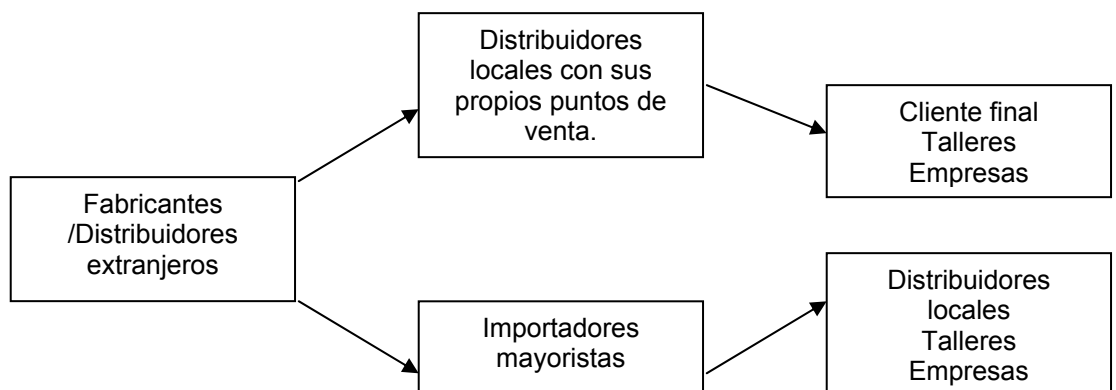 Distribuidores
locales con sus
propios puntos de
venta.
Cliente final
Talleres
Empresas
Fabricantes
/Distribuidores
extranjeros
Distribuidores
locales
Talleres
Empresas
Importadores
mayoristas